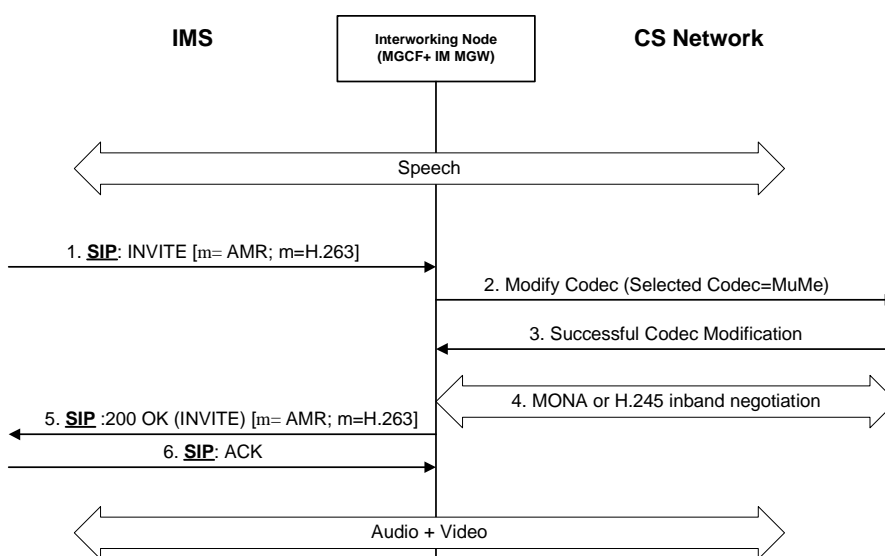 IMS
Interworking Node
(MGCF+ IM MGW)
CS Network
Speech
1. SIP: INVITE [m= AMR; m=H.263]
2. Modify Codec (Selected Codec=MuMe)
3. Successful Codec Modification
4. MONA or H.245 inband negotiation
5. SIP :200 OK (INVITE) [m= AMR; m=H.263]
6. SIP: ACK
Audio + Video